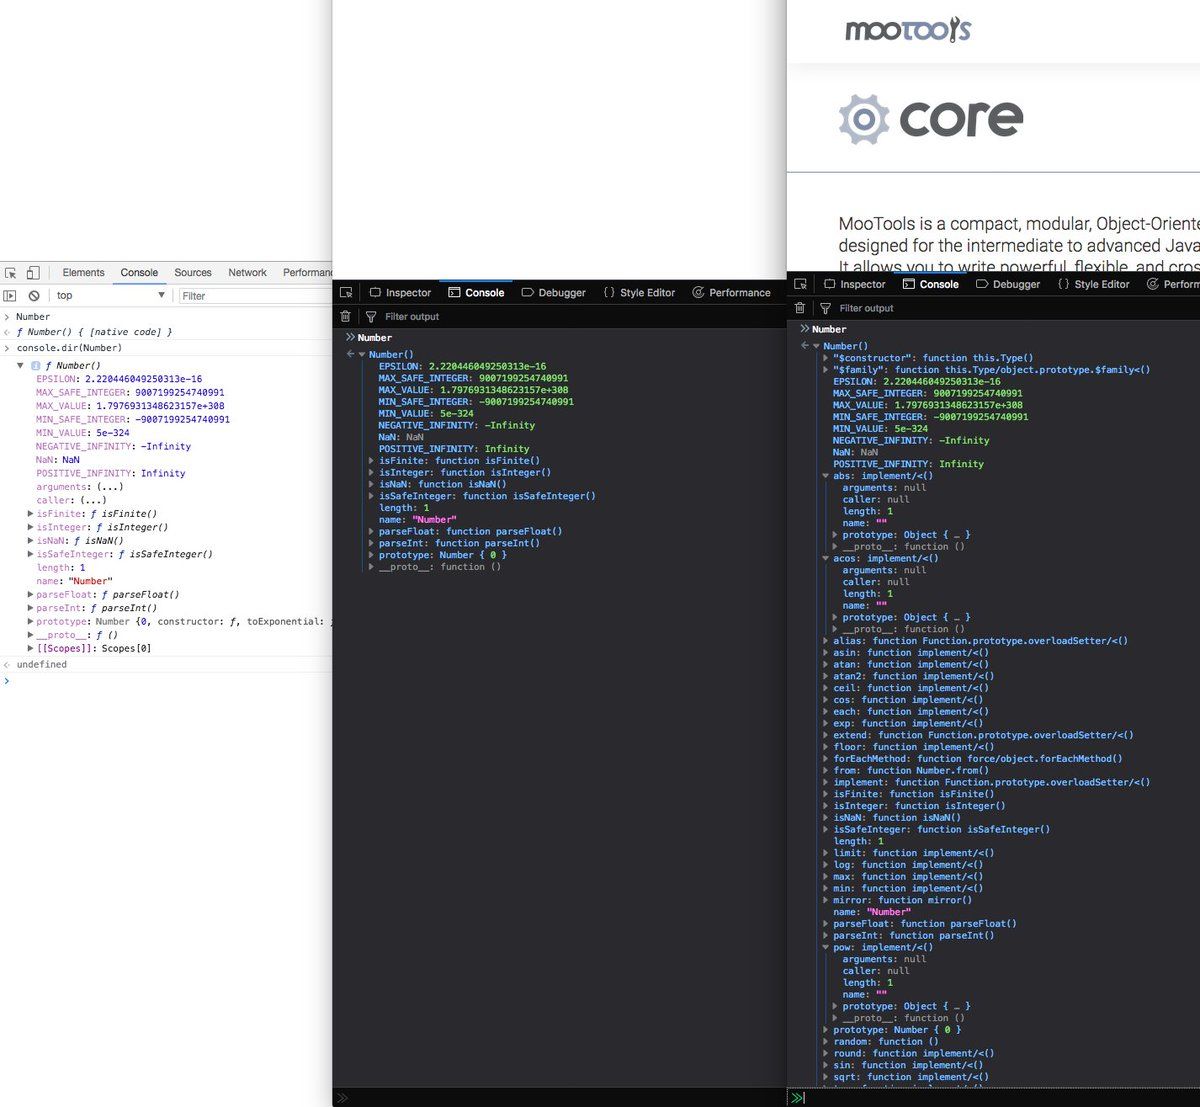 Elements Console Sources Network Performan
top ▼ Filter
> Number
< ƒ Number() { [native code] }
> console.dir(Number)
▼ i ƒ Number()
EPSILON: 2.220446049250313e-16
MAX_SAFE_INTEGER: 9007199254740991
MAX_VALUE: 1.7976931348623157e+308
MIN_SAFE_INTEGER: -9007199254740991
MIN_VALUE: 5e-324
NEGATIVE_INFINITY: -Infinity
NaN: NaN
POSITIVE_INFINITY: Infinity
arguments: (...)
caller: (...)
▶ isFinite: ƒ isFinite()
▶ isInteger: ƒ isInteger()
▶ isNaN: ƒ isNaN()
▶ isSafeInteger: ƒ isSafeInteger()
length: 1
name: "Number"
▶ parseFloat: ƒ parseFloat()
▶ parseInt: ƒ parseInt()
▶ prototype: Number {0, constructor: ƒ, toExponential:
▶ __proto__: ƒ ()
▶ [[Scopes]]: Scopes[0]
< undefined
>
Inspector Console Debugger { } Style Editor Performance
Filter output
>> Number
← ▼ Number()
EPSILON: 2.220446049250313e-16
MAX_SAFE_INTEGER: 9007199254740991
MAX_VALUE: 1.7976931348623157e+308
MIN_SAFE_INTEGER: -9007199254740991
MIN_VALUE: 5e-324
NEGATIVE_INFINITY: -Infinity
NaN: NaN
POSITIVE_INFINITY: Infinity
▶ isFinite: function isFinite()
▶ isInteger: function isInteger()
▶ isNaN: function isNaN()
▶ isSafeInteger: function isSafeInteger()
length: 1
name: "Number"
▶ parseFloat: function parseFloat()
▶ parseInt: function parseInt()
▶ prototype: Number { 0 }
▶ __proto__: function ()
>>
mootools
core
MooTools is a compact, modular, Object-Oriente
designed for the intermediate to advanced Java
It allows you to write powerful, flexible, and cros
Inspector Console Debugger { } Style Editor Perform
Filter output
>> Number
← ▼ Number()
▶ "$constructor": function this.Type()
▶ "$family": function this.Type/object.prototype.$family<()
EPSILON: 2.220446049250313e-16
MAX_SAFE_INTEGER: 9007199254740991
MAX_VALUE: 1.7976931348623157e+308
MIN_SAFE_INTEGER: -9007199254740991
MIN_VALUE: 5e-324
NEGATIVE_INFINITY: -Infinity
NaN: NaN
POSITIVE_INFINITY: Infinity
▼ abs: implement/<()
arguments: null
caller: null
length: 1
name: ""
▶ prototype: Object { … }
▶ __proto__: function ()
▼ acos: implement/<()
arguments: null
caller: null
length: 1
name: ""
▶ prototype: Object { … }
▶ __proto__: function ()
▶ alias: function Function.prototype.overloadSetter/<()
▶ asin: function implement/<()
▶ atan: function implement/<()
▶ atan2: function implement/<()
▶ ceil: function implement/<()
▶ cos: function implement/<()
▶ each: function implement/<()
▶ exp: function implement/<()
▶ extend: function Function.prototype.overloadSetter/<()
▶ floor: function implement/<()
▶ forEachMethod: function force/object.forEachMethod()
▶ from: function Number.from()
▶ implement: function Function.prototype.overloadSetter/<()
▶ isFinite: function isFinite()
▶ isInteger: function isInteger()
▶ isNaN: function isNaN()
▶ isSafeInteger: function isSafeInteger()
length: 1
▶ limit: function implement/<()
▶ log: function implement/<()
▶ max: function implement/<()
▶ min: function implement/<()
▶ mirror: function mirror()
name: "Number"
▶ parseFloat: function parseFloat()
▶ parseInt: function parseInt()
▼ pow: implement/<()
arguments: null
caller: null
length: 1
name: ""
▶ prototype: Object { … }
▶ __proto__: function ()
▶ prototype: Number { 0 }
▶ random: function ()
▶ round: function implement/<()
▶ sin: function implement/<()
▶ sqrt: function implement/<()
>>